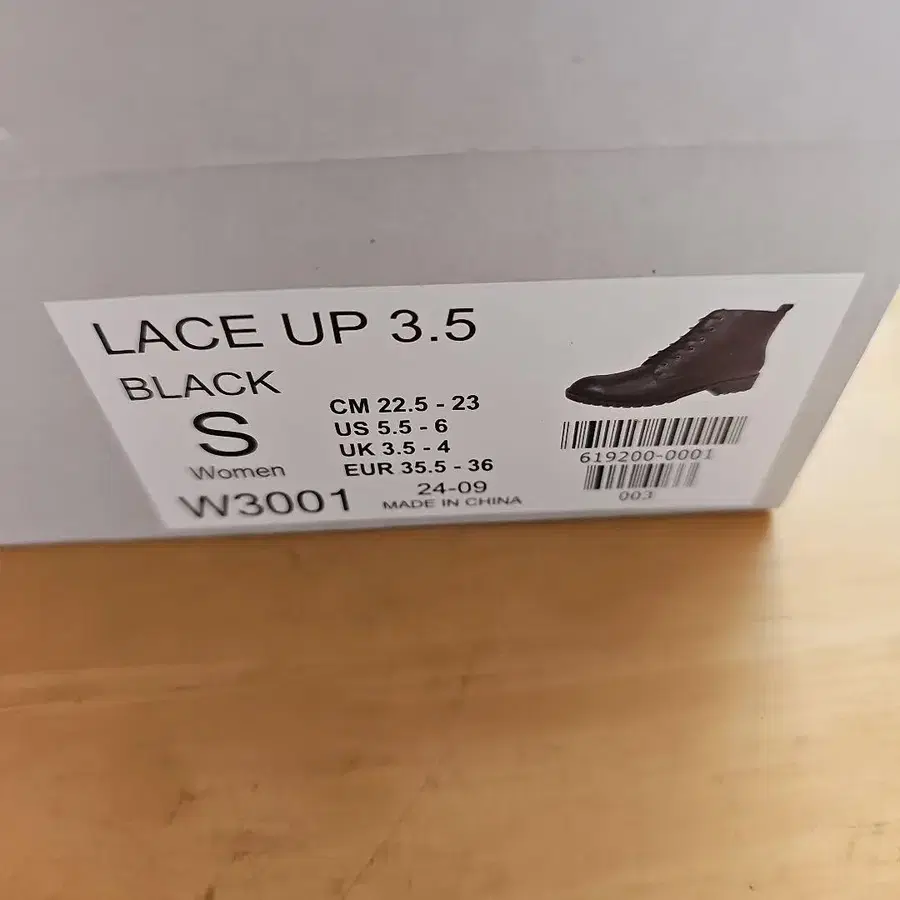 LACE UP 3.5
BLACK
S
Women
W3001
CM 22.5 - 23
US 5.5 - 6
UK 3.5 - 4
EUR 35.5 - 36
24-09
MADE IN CHINA
619200-0001
003